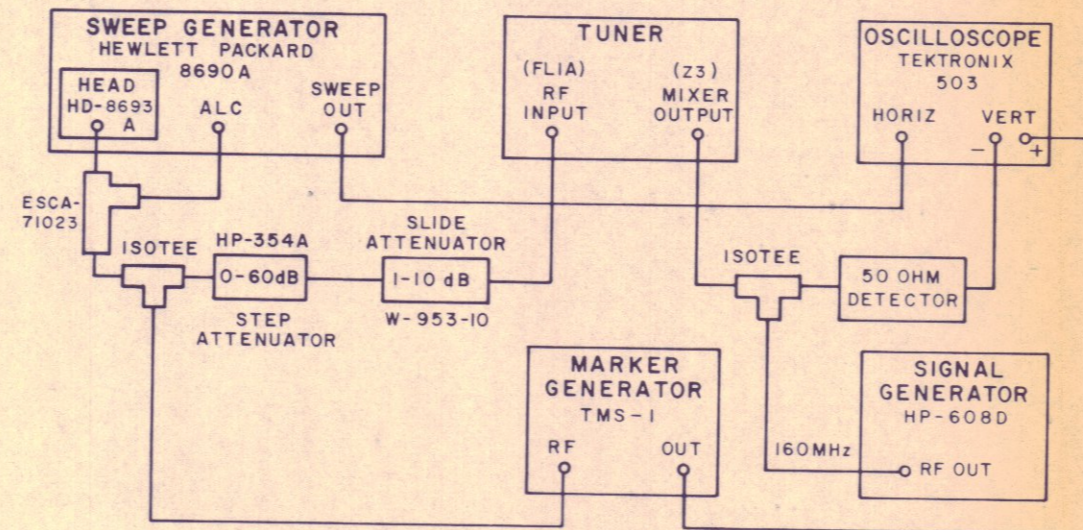 SWEEP GENERATOR
HEWLETT PACKARD
8690A
HEAD
HD-8693
A
ALC
SWEEP
OUT
TUNER
(FL1A)
RF
INPUT
(Z3)
MIXER
OUTPUT
OSCILLOSCOPE
TEKTRONIX
503
HORIZ
VERT
-
+
ESCA-
71023
ISOTEE
HP-354A
0-60dB
STEP
ATTENUATOR
SLIDE
ATTENUATOR
1-10 dB
W-953-10
ISOTEE
50 OHM
DETECTOR
MARKER
GENERATOR
TMS-1
RF
OUT
160MHz
SIGNAL
GENERATOR
HP-608D
RF OUT